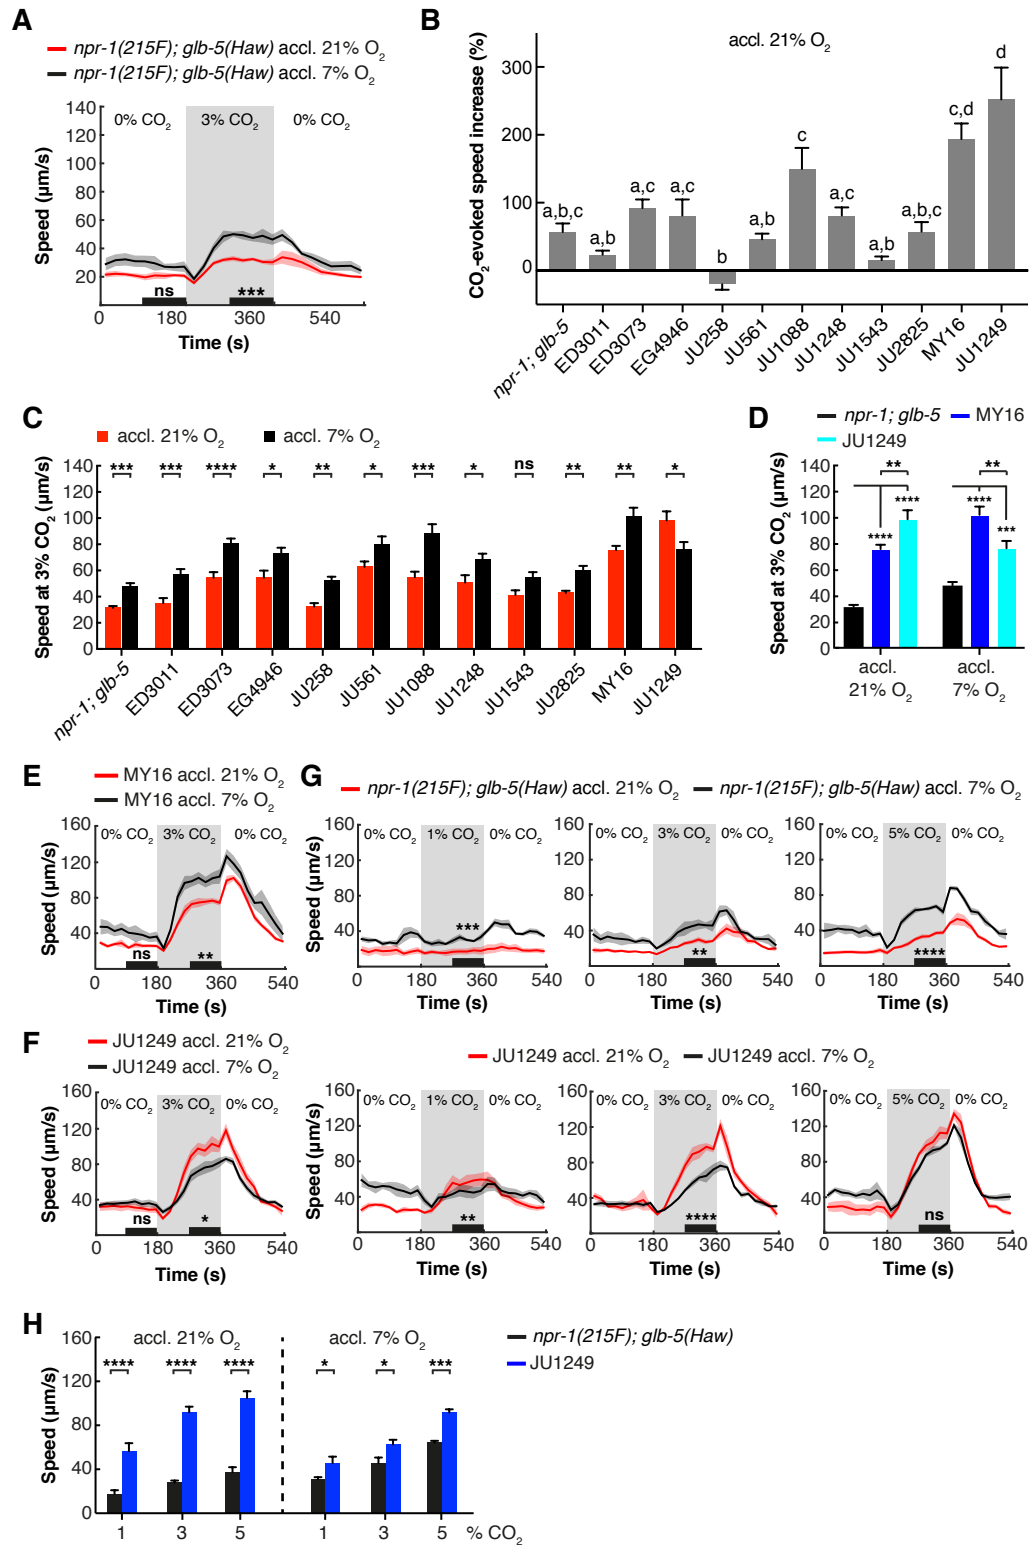 A
npr-1(215F); glb-5(Haw) accl. 21% O2
npr-1(215F); glb-5(Haw) accl. 7% O2
140
120
100
80
60
40
20
Speed (µm/s)
0% CO2 3% CO2 0% CO2
ns ***
0 180 360 540
Time (s)
B
accl. 21% O2
CO2-evoked speed increase (%)
300
200
100
0
a,b,c a,b a,c a,c b a,b c a,c a,b a,b,c c,d d
npr-1; glb-5 ED3011 ED3073 EG4946 JU258 JU561 JU1088 JU1248 JU1543 JU2825 MY16 JU1249
C
accl. 21% O2 accl. 7% O2
Speed at 3% CO2 (µm/s)
140
120
100
80
60
40
20
0
*** *** **** * ** * *** * ns ** ** *
npr-1; glb-5 ED3011 ED3073 EG4946 JU258 JU561 JU1088 JU1248 JU1543 JU2825 MY16 JU1249
D
npr-1; glb-5 MY16
JU1249
Speed at 3% CO2 (µm/s)
140
120
100
80
60
40
20
0
** **
**** **** **** ***
accl. 21% O2
accl. 7% O2
E
MY16 accl. 21% O2
MY16 accl. 7% O2
Speed (µm/s)
160
120
80
40
0% CO2 3% CO2 0% CO2
ns **
0 180 360 540
Time (s)
G
npr-1(215F); glb-5(Haw) accl. 21% O2 npr-1(215F); glb-5(Haw) accl. 7% O2
Speed (µm/s)
160
120
80
40
0
0% CO2 1% CO2 0% CO2
***
0 180 360 540
Time (s)
160
120
80
40
0
0% CO2 3% CO2 0% CO2
**
0 180 360 540
Time (s)
160
120
80
40
0
0% CO2 5% CO2 0% CO2
****
0 180 360 540
Time (s)
F
JU1249 accl. 21% O2
JU1249 accl. 7% O2
Speed (µm/s)
160
120
80
40
0% CO2 3% CO2 0% CO2
ns *
0 180 360 540
Time (s)
JU1249 accl. 21% O2 JU1249 accl. 7% O2
Speed (µm/s)
160
120
80
40
0
0% CO2 1% CO2 0% CO2
**
0 180 360 540
Time (s)
160
120
80
40
0
0% CO2 3% CO2 0% CO2
****
0 180 360 540
Time (s)
160
120
80
40
0
0% CO2 5% CO2 0% CO2
ns
0 180 360 540
Time (s)
H
accl. 21% O2 accl. 7% O2
npr-1(215F); glb-5(Haw)
JU1249
Speed (µm/s)
160
120
80
40
0
**** **** **** * * ***
1 3 5 1 3 5 % CO2